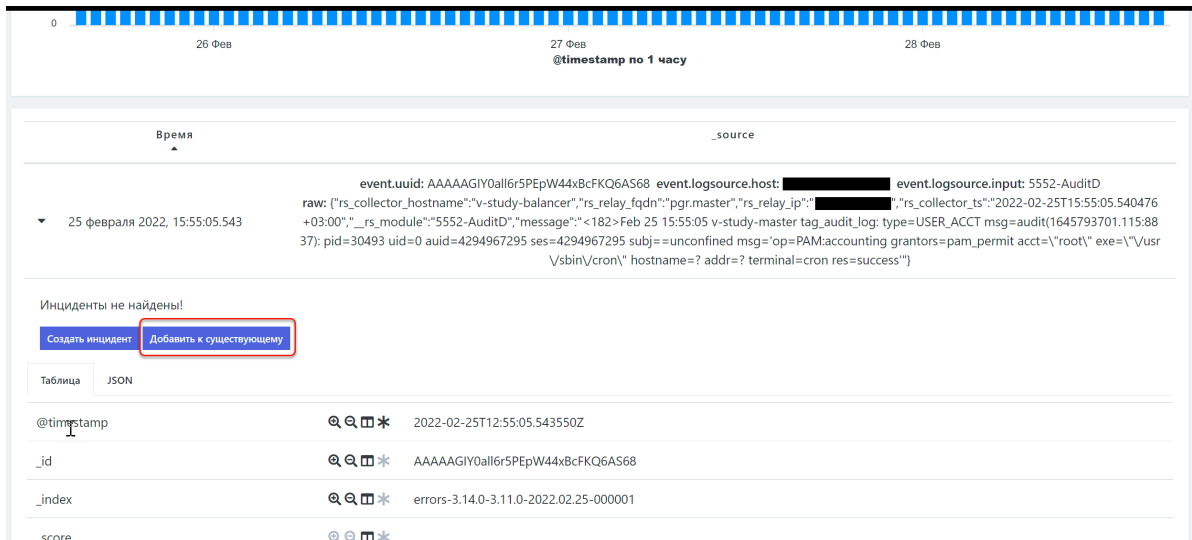 0
26 Фев 27 Фев 28 Фев
@timestamp по 1 часу
Время _source
event.uuid: AAAAAGIY0all6r5PEpW44xBcFKQ6AS68 event.logsource.host: event.logsource.input: 5552-AuditD
raw: {"rs_collector_hostname":"v-study-balancer","rs_relay_fqdn":"pgr.master","rs_relay_ip":" ","rs_collector_ts":"2022-02-25T15:55:05.540476
25 февраля 2022, 15:55:05.543 +03:00","__rs_module":"5552-AuditD","message":"<182>Feb 25 15:55:05 v-study-master tag_audit_log: type=USER_ACCT msg=audit(1645793701.115:88
37): pid=30493 uid=0 auid=4294967295 ses=4294967295 subj==unconfined msg='op=PAM:accounting grantors=pam_permit acct=\"root\" exe=\"\/usr
\/sbin\/cron\" hostname=? addr=? terminal=cron res=success'"}
Инциденты не найдены!
Создать инцидент Добавить к существующему
Таблица JSON
@timestamp 2022-02-25T12:55:05.543550Z
_id AAAAAGIY0all6r5PEpW44xBcFKQ6AS68
_index errors-3.14.0-3.11.0-2022.02.25-000001
_score